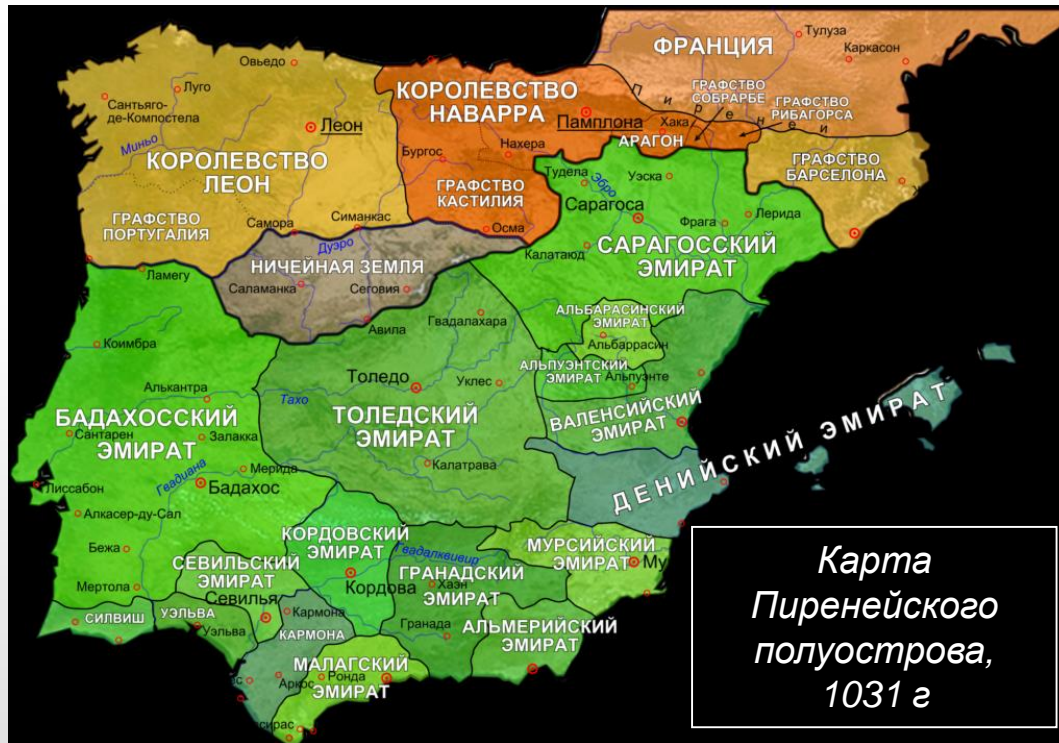 ФРАНЦИЯ
Тулуза
Каркасон
Овьедо
Луго
Сантьяго-
де-Компостела
Миньо
Леон
КОРОЛЕВСТВО
ЛЕОН
ГРАФСТВО
ПОРТУГАЛИЯ
Самора
Симанкас
КОРОЛЕВСТВО
НАВАРРА
Памплона
Пиренеи
ГРАФСТВО
СОБРАРБЕ
ГРАФСТВО
РИБАГОРСА
Хака
АРАГОН
Бургос
Нахера
ГРАФСТВО
КАСТИЛИЯ
Осма
ГРАФСТВО
БАРСЕЛОНА
Тудела
Эбро
Уэска
Сарагоса
Фрага
Лерида
САРАГОССКИЙ
ЭМИРАТ
Калатаюд
Дуэро
НИЧЕЙНАЯ ЗЕМЛЯ
Саламанка
Сеговия
Авила
Ламегу
Коимбра
Гвадалахара
АЛЬБАРАСИНСКИЙ
ЭМИРАТ
Альбаррасин
АЛЬПУЭНТСКИЙ
ЭМИРАТ
Альпуэнте
Алькантра
Толедо
Уклес
Тахо
ТОЛЕДСКИЙ
ЭМИРАТ
ВАЛЕНСИЙСКИЙ
ЭМИРАТ
БАДАХОССКИЙ
ЭМИРАТ
Сантарен
Залакка
Калатрава
ДЕНИЙСКИЙ ЭМИРАТ
Лиссабон
Гвадиана
Мерида
Бадахос
Алкасер-ду-Сал
Бежа
Мертола
КОРДОВСКИЙ
ЭМИРАТ
Гвадалквивир
МУРСИЙСКИЙ
ЭМИРАТ
Му
СЕВИЛЬСКИЙ
ЭМИРАТ
Севилья
Кордова
ГРАНАДСКИЙ
ЭМИРАТ
Хаэн
СИЛВИШ
УЭЛЬВА
Уэльва
Кармона
КАРМОНА
Гранада
АЛЬМЕРИЙСКИЙ
ЭМИРАТ
МАЛАГСКИЙ
ЭМИРАТ
Аркос
Ронда
Карта
Пиренейского
полуострова,
1031 г